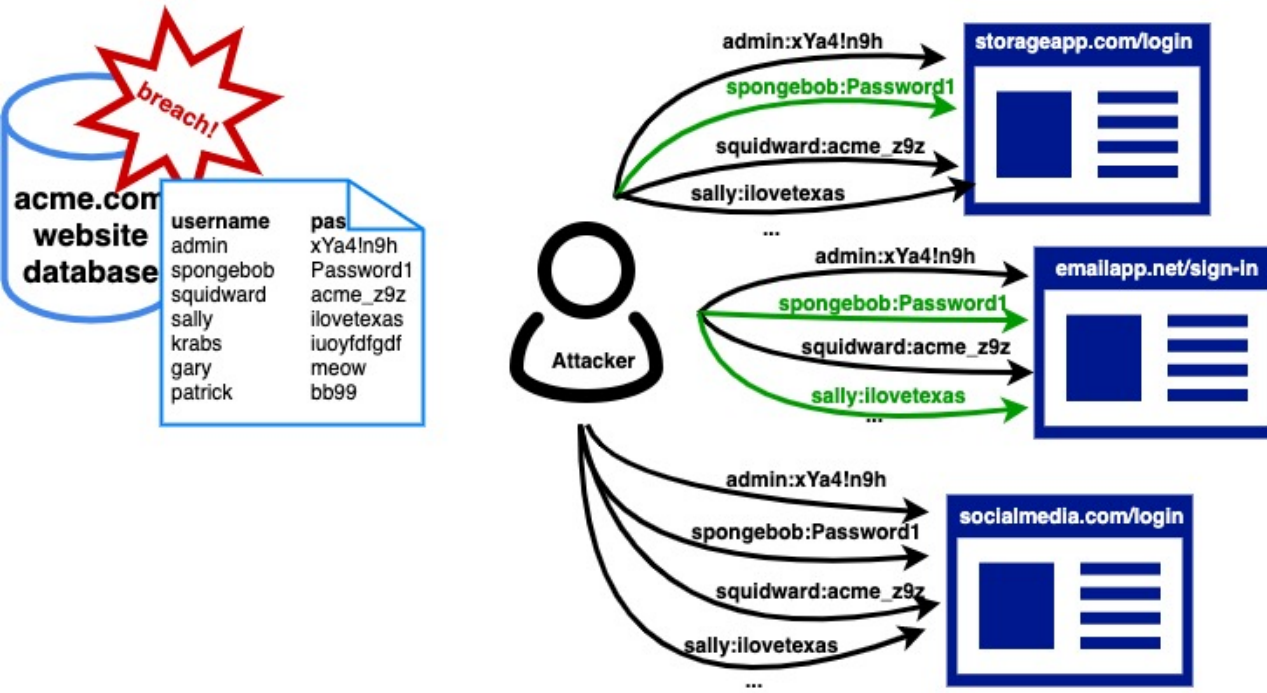 breach!
acme.com
website
database
username pas
admin xYa4!n9h
spongebob Password1
squidward acme_z9z
sally ilovetexas
krabs iuoyfdfgdf
gary meow
patrick bb99
Attacker
admin:xYa4!n9h
spongebob:Password1
squidward:acme_z9z
sally:ilovetexas
...
storageapp.com/login
admin:xYa4!n9h
spongebob:Password1
squidward:acme_z9z
sally:ilovetexas
...
emailapp.net/sign-in
admin:xYa4!n9h
spongebob:Password1
squidward:acme_z9z
sally:ilovetexas
...
socialmedia.com/login